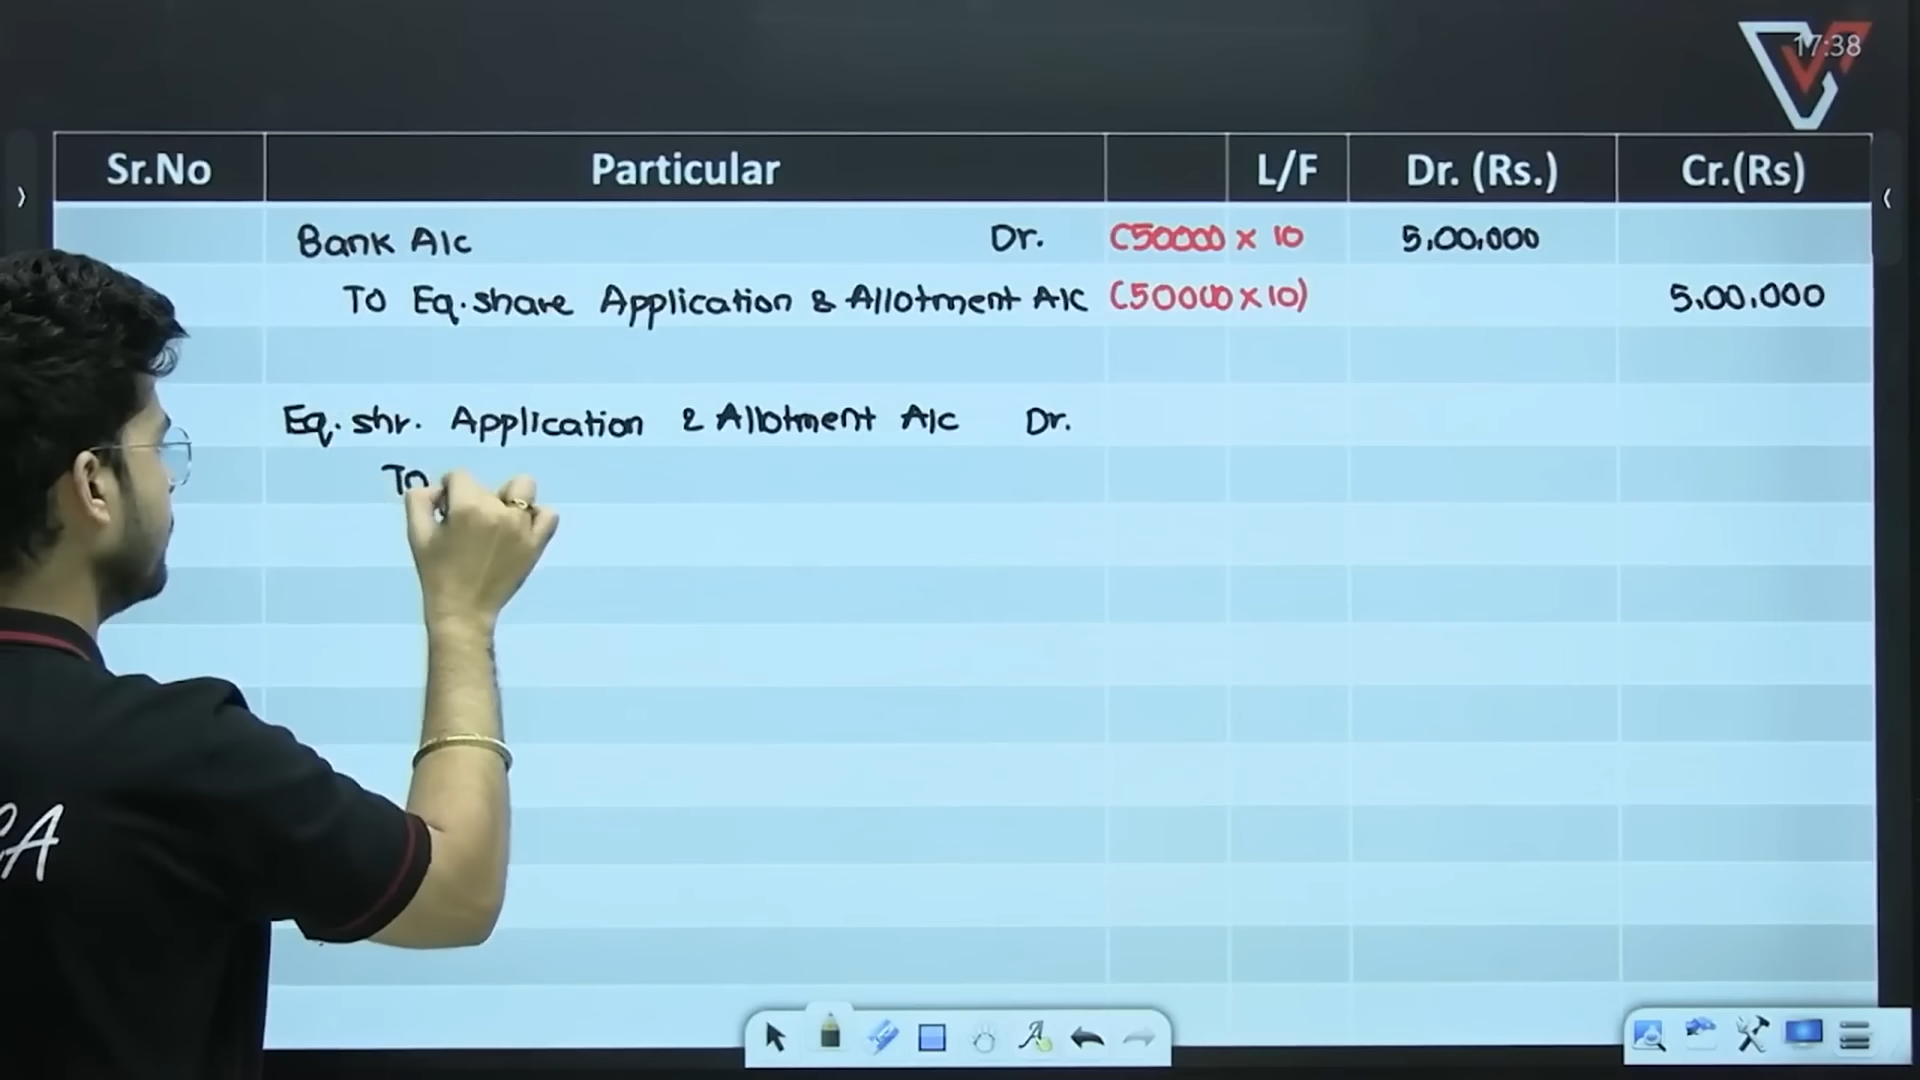 17:38
Sr.No Particular L/F Dr. (Rs.) Cr.(Rs)
Bank A/c Dr. (50000 x 10 5,00,000
To Eq.share Application & Allotment A/c (50000 x 10) 5,00,000
Eq. shr. Application & Allotment A/c Dr.
To
CA